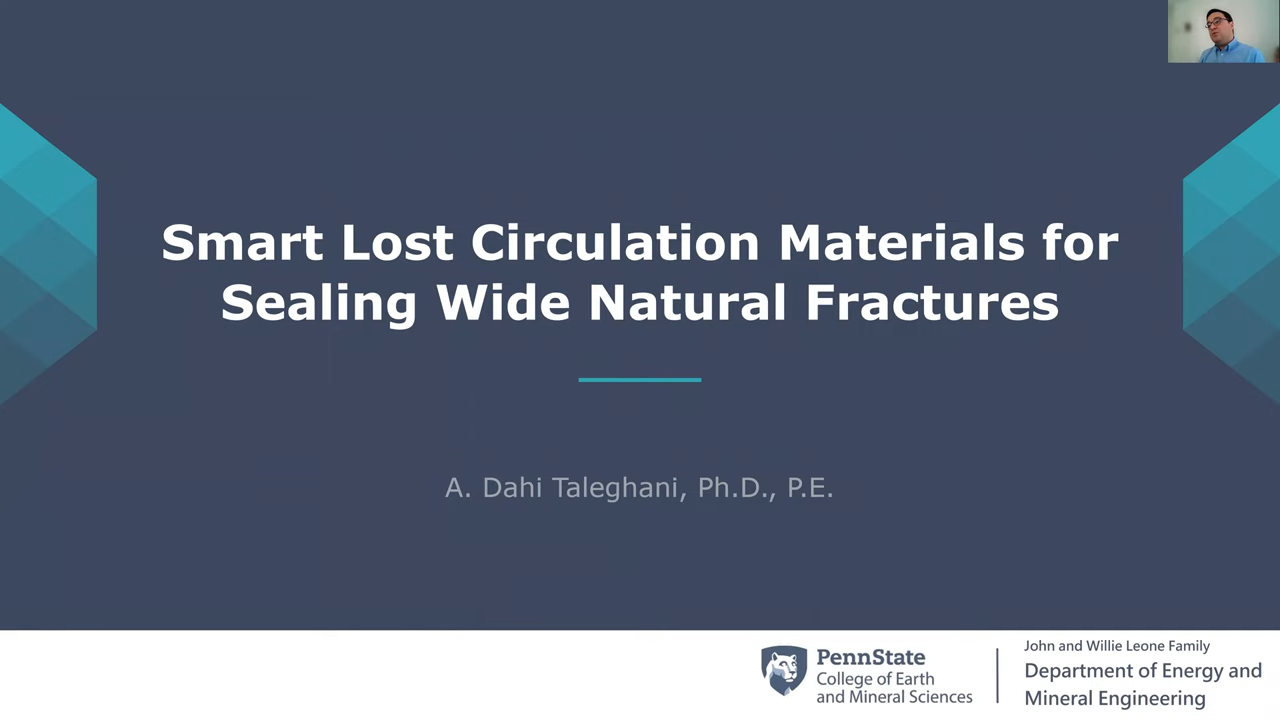 Smart Lost Circulation Materials for
Sealing Wide Natural Fractures
A. Dahi Taleghani, Ph.D., P.E.
PennState
College of Earth
and Mineral Sciences
John and Willie Leone Family
Department of Energy and
Mineral Engineering